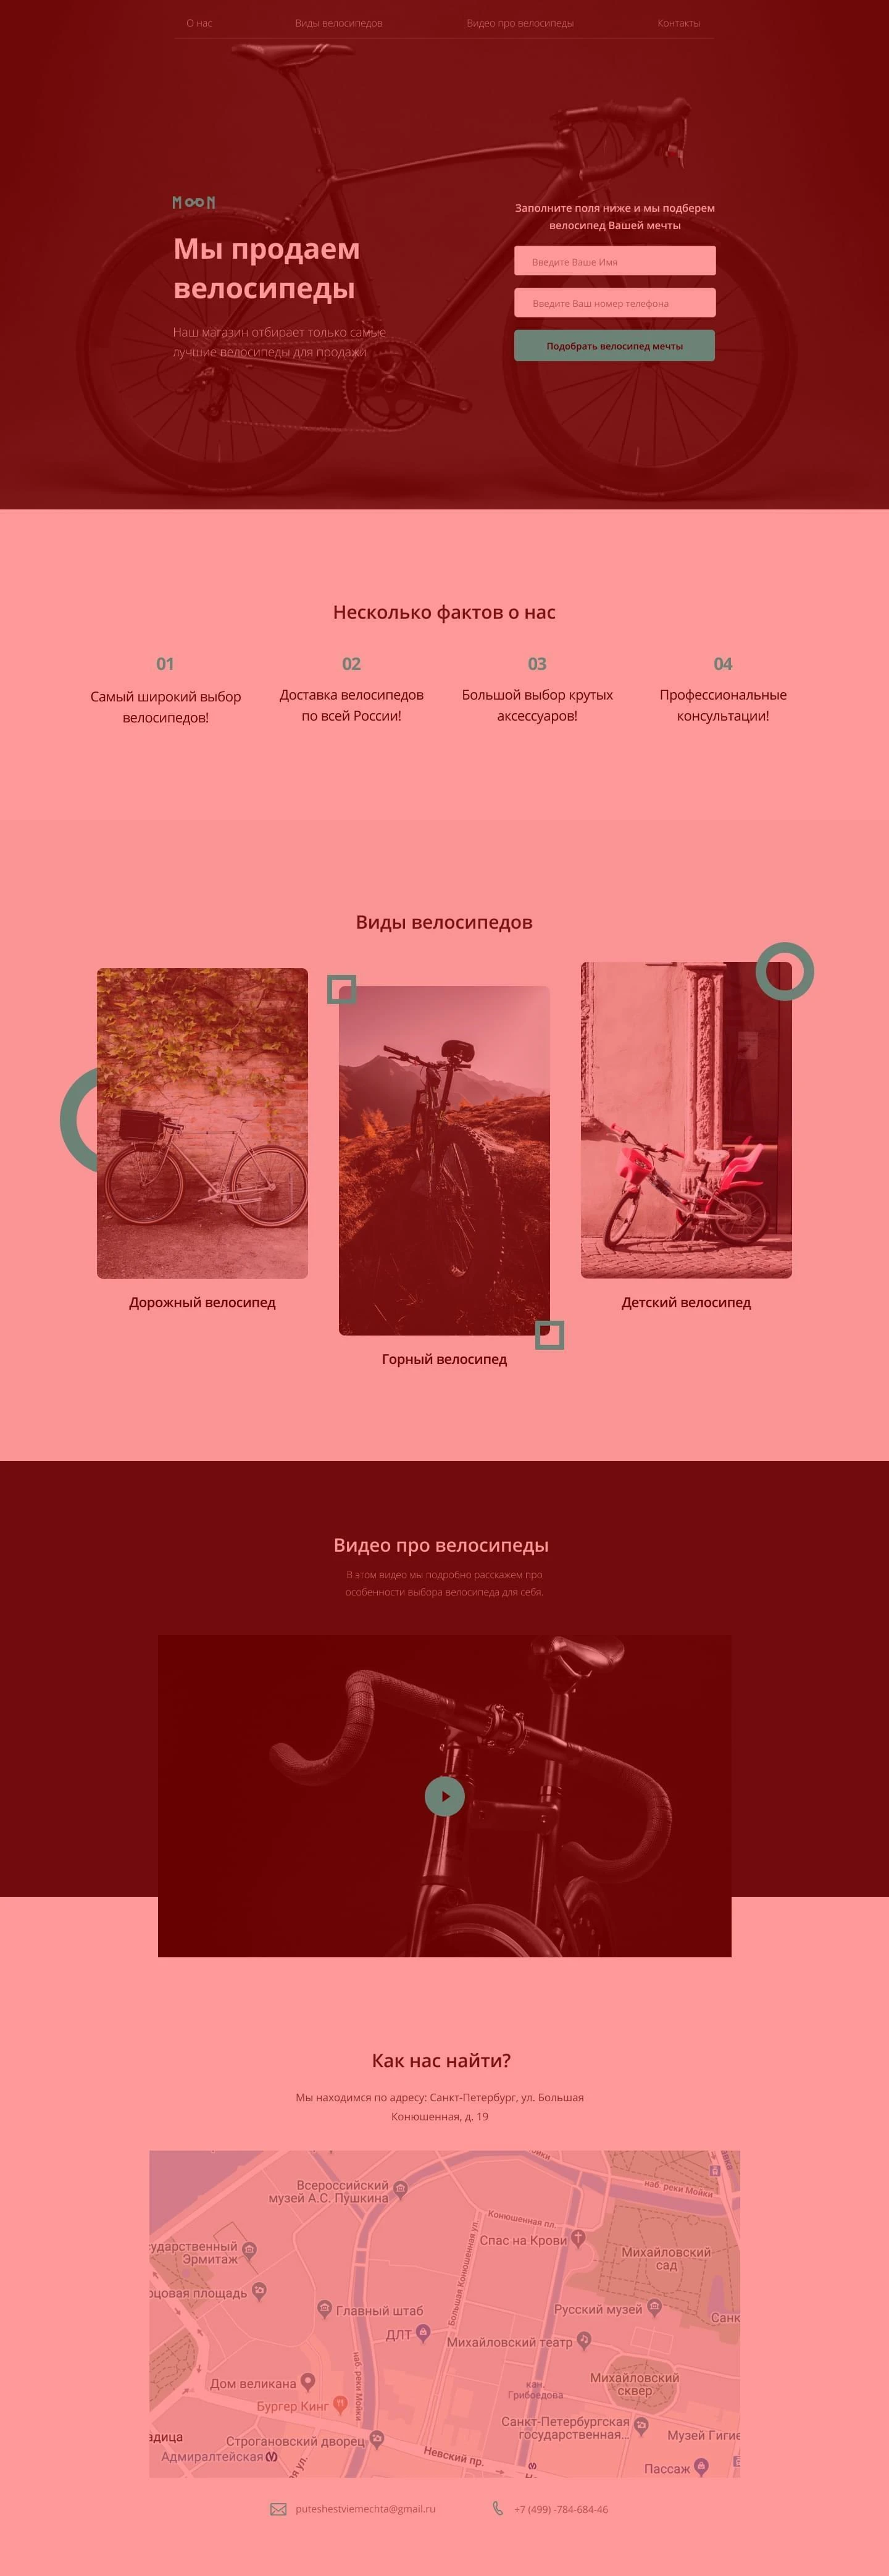 О нас
Виды велосипедов
Видео про велосипеды
Контакты
MOON
Мы продаем
велосипеды
Наш магазин отбирает только самые
лучшие велосипеды для продажи
Заполните поля ниже и мы подберем
велосипед Вашей мечты
Введите Ваше Имя
Введите Ваш номер телефона
Подобрать велосипед мечты
Несколько фактов о нас
01
Самый широкий выбор
велосипедов!
02
Доставка велосипедов
по всей России!
03
Большой выбор крутых
аксессуаров!
04
Профессиональные
консультации!
Виды велосипедов
Дорожный велосипед
Горный велосипед
Детский велосипед
Видео про велосипеды
В этом видео мы подробно расскажем про
особенности выбора велосипеда для себя.
Как нас найти?
Мы находимся по адресу: Санкт-Петербург, ул. Большая
Конюшенная, д. 19
Всероссийский
музей А.С. Пушкина
наб. реки Мойки
Конюшенная пл.
Спас на Крови
Большая Конюшенная ул.
Михайловский
сад
ударственный
Эрмитаж
рцовая площадь
Главный штаб
Русский музей
Санк
ДЛТ
Михайловский театр
наб. реки Мойки
Дом великана
кан.
Грибоедова
Михайловский
сквер
Бургер Кинг
Санкт-Петербургская
государственная...
Музей Гигие
адица
Строгановский дворец
Адмиралтейская
Невский пр.
Пассаж
puteshestviemechta@gmail.ru
+7 (499) -784-684-46